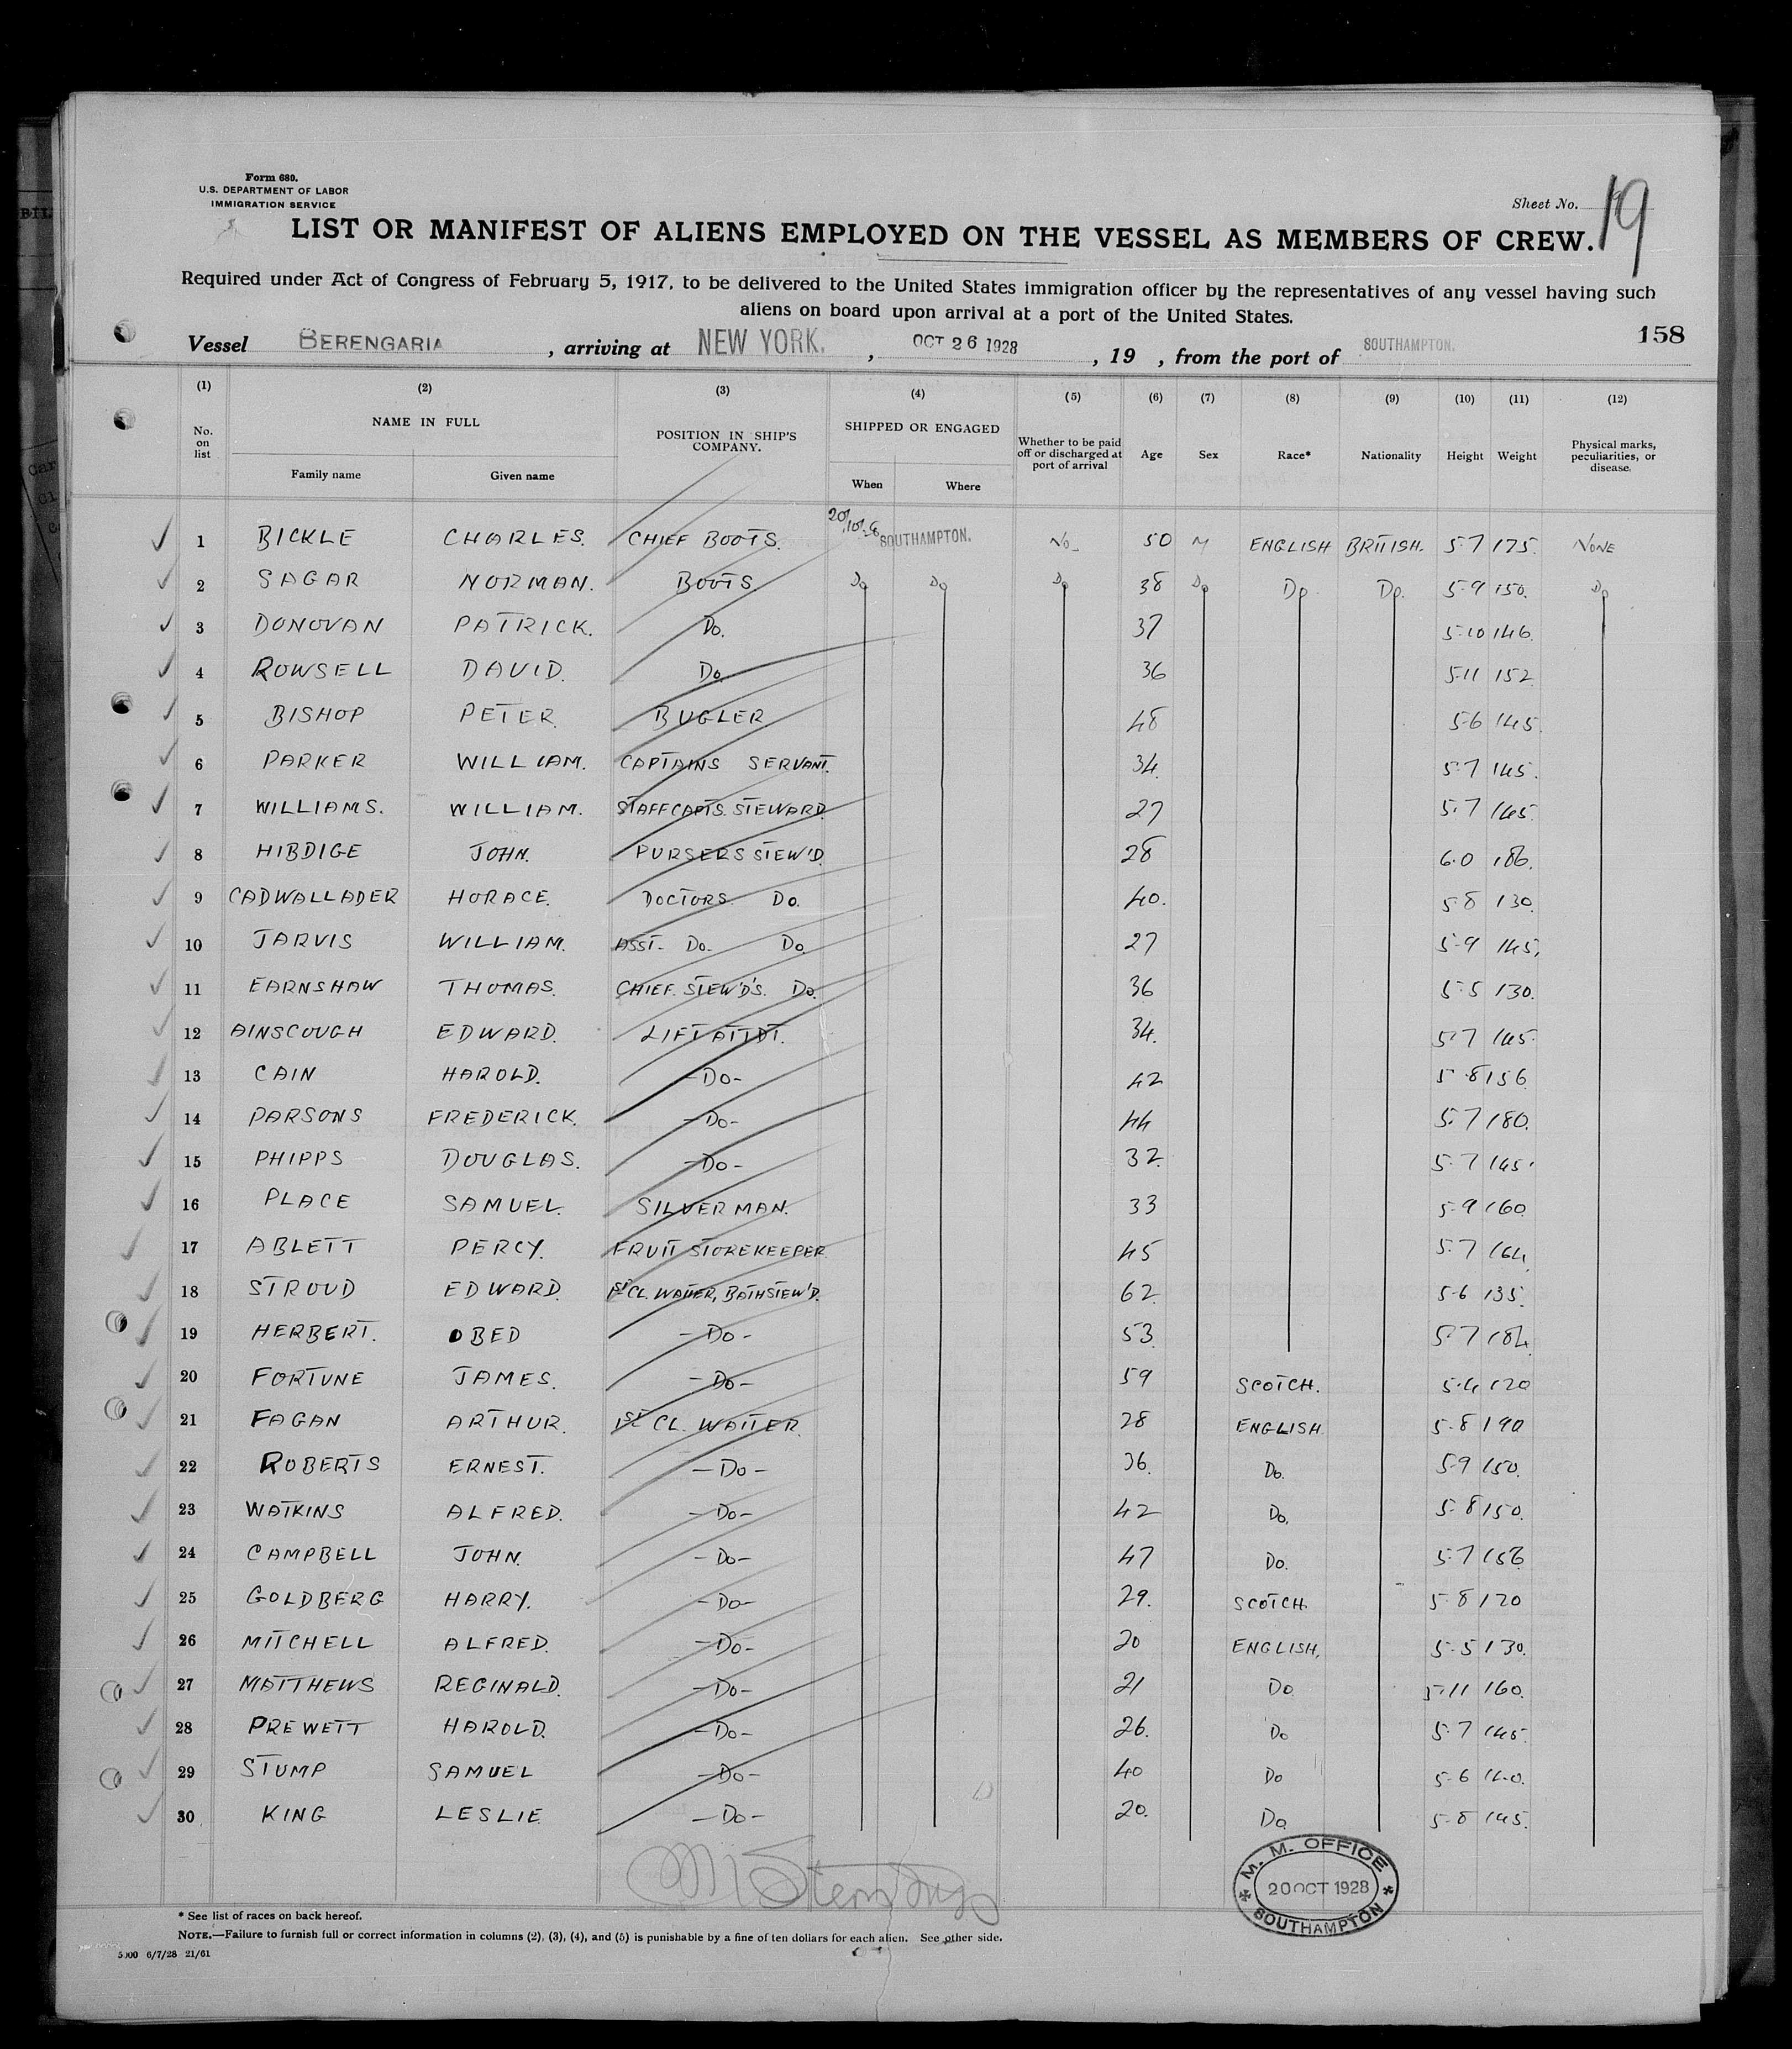 Form 680.
U.S. DEPARTMENT OF LABOR
IMMIGRATION SERVICE
Sheet No. 19
LIST OR MANIFEST OF ALIENS EMPLOYED ON THE VESSEL AS MEMBERS OF CREW.
Required under Act of Congress of February 5, 1917, to be delivered to the United States immigration officer by the representatives of any vessel having such
aliens on board upon arrival at a port of the United States.
158
Vessel BERENGARIA, arriving at NEW YORK., OCT 26 1928, 19 , from the port of SOUTHAMPTON.
(1) (2) (3) (4) (5) (6) (7) (8) (9) (10) (11) (12)
No. on list NAME IN FULL Family name Given name POSITION IN SHIP'S COMPANY. SHIPPED OR ENGAGED When Where Whether to be paid off or discharged at port of arrival Age Sex Race* Nationality Height Weight Physical marks, peculiarities, or disease.
1 BICKLE CHARLES. CHIEF BOOTS. 20/10/28 SOUTHAMPTON. No 50 M ENGLISH BRITISH. 5-7 175. NONE
2 SAGAR NORMAN. BOOTS Do Do Do 38 Do Do Do. 5-9 150. Do
3 DONOVAN PATRICK. Do. 37 5-10 146.
4 ROWSELL DAVID. Do. 36 5-11 152
5 BISHOP PETER. BUGLER 48 5-6 145.
6 PARKER WILLIAM. CAPTAINS SERVANT. 34. 5-7 145.
7 WILLIAMS. WILLIAM. STAFF CAPTS. STEWARD. 27 5-7 165.
8 HIBDIGE JOHN. PURSERS STEW'D. 28 6.0 186.
9 CADWALLADER HORACE. DOCTORS. Do. 40. 5-8 130.
10 JARVIS WILLIAM. ASST. Do. Do. 27 5-9 145.
11 EARNSHAW THOMAS. CHIEF. STEW'D'S. Do. 36 5-5 130.
12 AINSCOUGH EDWARD. LIFT ATTDT. 34. 5-7 145.
13 CAIN HAROLD. -Do- 42 5-8 156
14 PARSONS FREDERICK. -Do- 44 5-7 180.
15 PHIPPS DOUGLAS. -Do- 32. 5-7 145.
16 PLACE SAMUEL. SILVERMAN. 33 5-9 160.
17 ABLETT PERCY. FRUIT STOREKEEPER 45 5-7 164.
18 STROUD EDWARD. 1ST CL. WAITER, BATH STEW'D. 62. 5-6 135.
19 HERBERT. OBED -Do- 53. 5-7 184.
20 FORTUNE JAMES. -Do- 59 SCOTCH. 5-4 120
21 FAGAN ARTHUR. 1ST CL. WAITER. 28 ENGLISH. 5-8 190
22 ROBERTS ERNEST. -Do- 36. Do. 5-9 150.
23 WATKINS ALFRED. -Do- 42 Do. 5-8 150.
24 CAMPBELL JOHN. -Do- 47 Do. 5-7 156
25 GOLDBERG HARRY. -Do- 29. SCOTCH. 5-8 120
26 MITCHELL ALFRED. -Do- 20 ENGLISH. 5-5 130.
27 MATTHEWS REGINALD. -Do- 21 Do 5-11 160.
28 PREWETT HAROLD. -Do- 26. Do 5-7 145.
29 STUMP SAMUEL -Do- 40 Do 5-6 140.
30 KING LESLIE -Do- 20. Do. 5-8 145.
M. M. OFFICE
20 OCT 1928
SOUTHAMPTON
* See list of races on back hereof.
NOTE.—Failure to furnish full or correct information in columns (2), (3), (4), and (5) is punishable by a fine of ten dollars for each alien. See other side.
5000 6/7/28 21/61